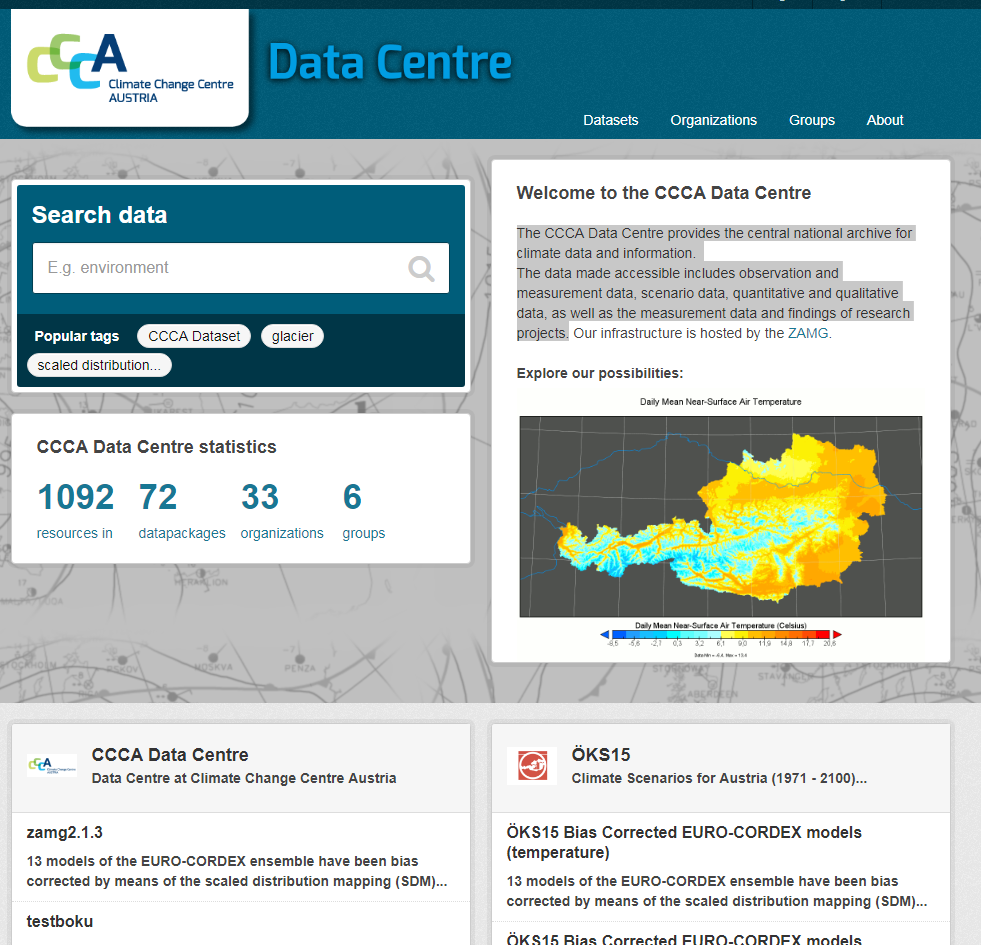 CCCA
Climate Change Centre
AUSTRIA
Data Centre
Datasets Organizations Groups About
Search data
E.g. environment
Popular tags CCCA Dataset glacier
scaled distribution...
CCCA Data Centre statistics
1092 72 33 6
resources in datapackages organizations groups
Welcome to the CCCA Data Centre
The CCCA Data Centre provides the central national archive for
climate data and information.
The data made accessible includes observation and
measurement data, scenario data, quantitative and qualitative
data, as well as the measurement data and findings of research
projects. Our infrastructure is hosted by the ZAMG.
Explore our possibilities:
Daily Mean Near-Surface Air Temperature
Daily Mean Near-Surface Air Temperature (Celsius)
-8,5 -5,6 -2,7 0,3 3,2 6,1 9,0 11,9 14,8 17,7 20,6
MOSKVA
PENZA
CCCA Data Centre
Data Centre at Climate Change Centre Austria
zamg2.1.3
13 models of the EURO-CORDEX ensemble have been bias
corrected by means of the scaled distribution mapping (SDM)...
testboku
ÖKS15
Climate Scenarios for Austria (1971 - 2100)...
ÖKS15 Bias Corrected EURO-CORDEX models
(temperature)
13 models of the EURO-CORDEX ensemble have been bias
corrected by means of the scaled distribution mapping (SDM)...
ÖKS15 Bias Corrected EURO-CORDEX models